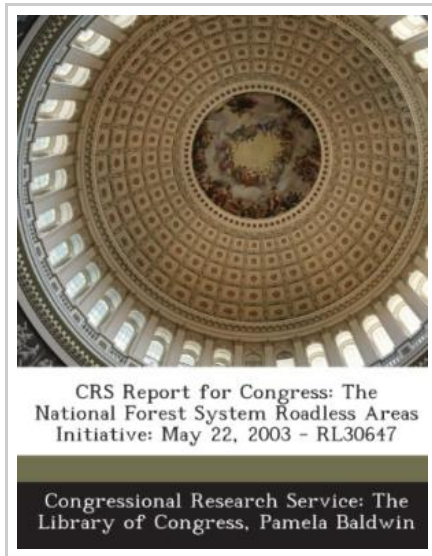 CRS Report for Congress: The
National Forest System Roadless Areas
Initiative: May 22, 2003 - RL30647
Congressional Research Service: The
Library of Congress, Pamela Baldwin